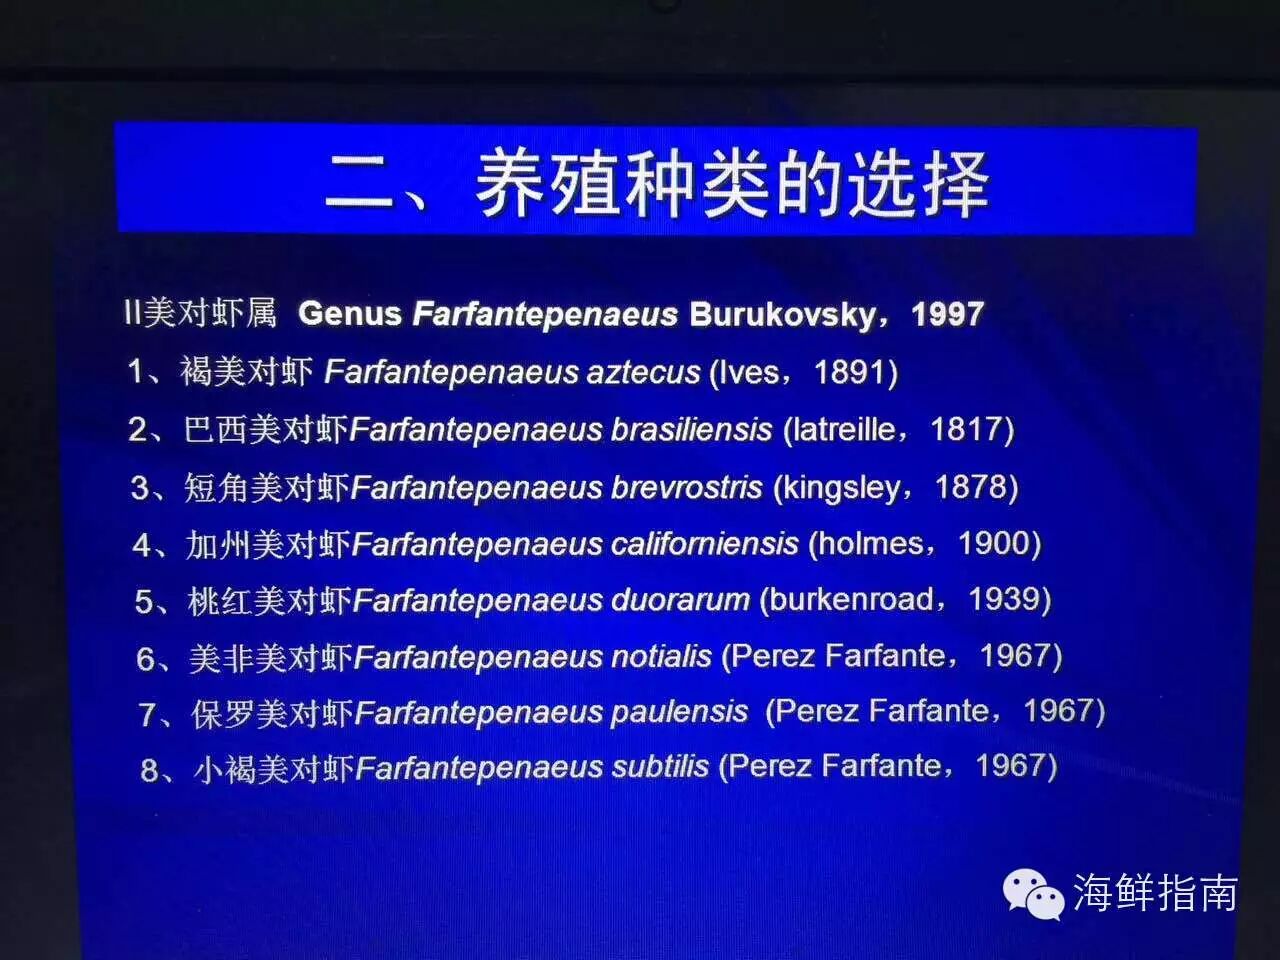 二、养殖种类的选择
II美对虾属 Genus Farfantepenaeus Burukovsky，1997
1、褐美对虾 Farfantepenaeus aztecus (Ives，1891)
2、巴西美对虾Farfantepenaeus brasiliensis (latreille，1817)
3、短角美对虾Farfantepenaeus brevrostris (kingsley，1878)
4、加州美对虾Farfantepenaeus californiensis (holmes，1900)
5、桃红美对虾Farfantepenaeus duorarum (burkenroad，1939)
6、美非美对虾Farfantepenaeus notialis (Perez Farfante，1967)
7、保罗美对虾Farfantepenaeus paulensis (Perez Farfante，1967)
8、小褐美对虾Farfantepenaeus subtilis (Perez Farfante，1967)
海鲜指南